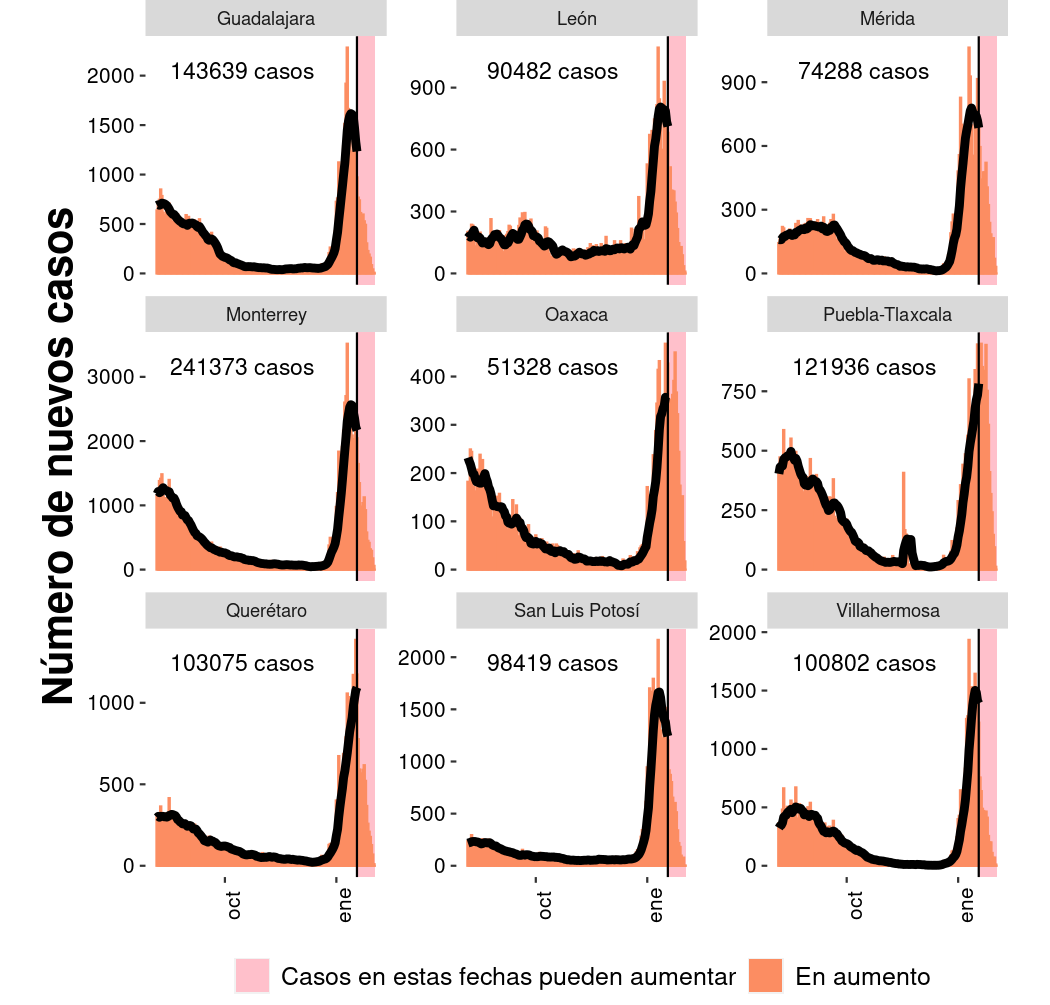 Número de nuevos casos
Guadalajara
143639 casos
2000
1500
1000
500
0
León
90482 casos
900
600
300
0
Mérida
74288 casos
900
600
300
0
Monterrey
241373 casos
3000
2000
1000
0
Oaxaca
51328 casos
400
300
200
100
0
Puebla-Tlaxcala
121936 casos
750
500
250
0
Querétaro
103075 casos
1000
500
0
oct
ene
San Luis Potosí
98419 casos
2000
1500
1000
500
0
oct
ene
Villahermosa
100802 casos
2000
1500
1000
500
0
oct
ene
Casos en estas fechas pueden aumentar
En aumento